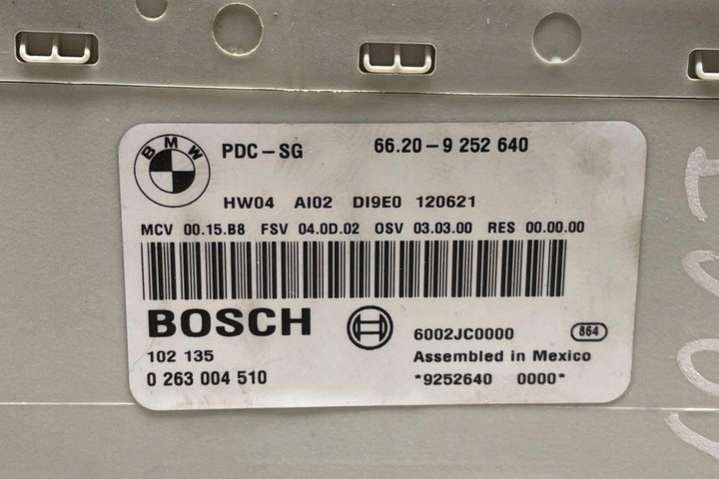 BMW
PDC-SG 66.20-9 252 640
HW04 AI02 DI9E0 120621
MCV 00.15.B8 FSV 04.0D.02 OSV 03.03.00 RES 00.00.00
BOSCH
6002JC0000 864
102 135 Assembled in Mexico
0 263 004 510 *9252640 0000*